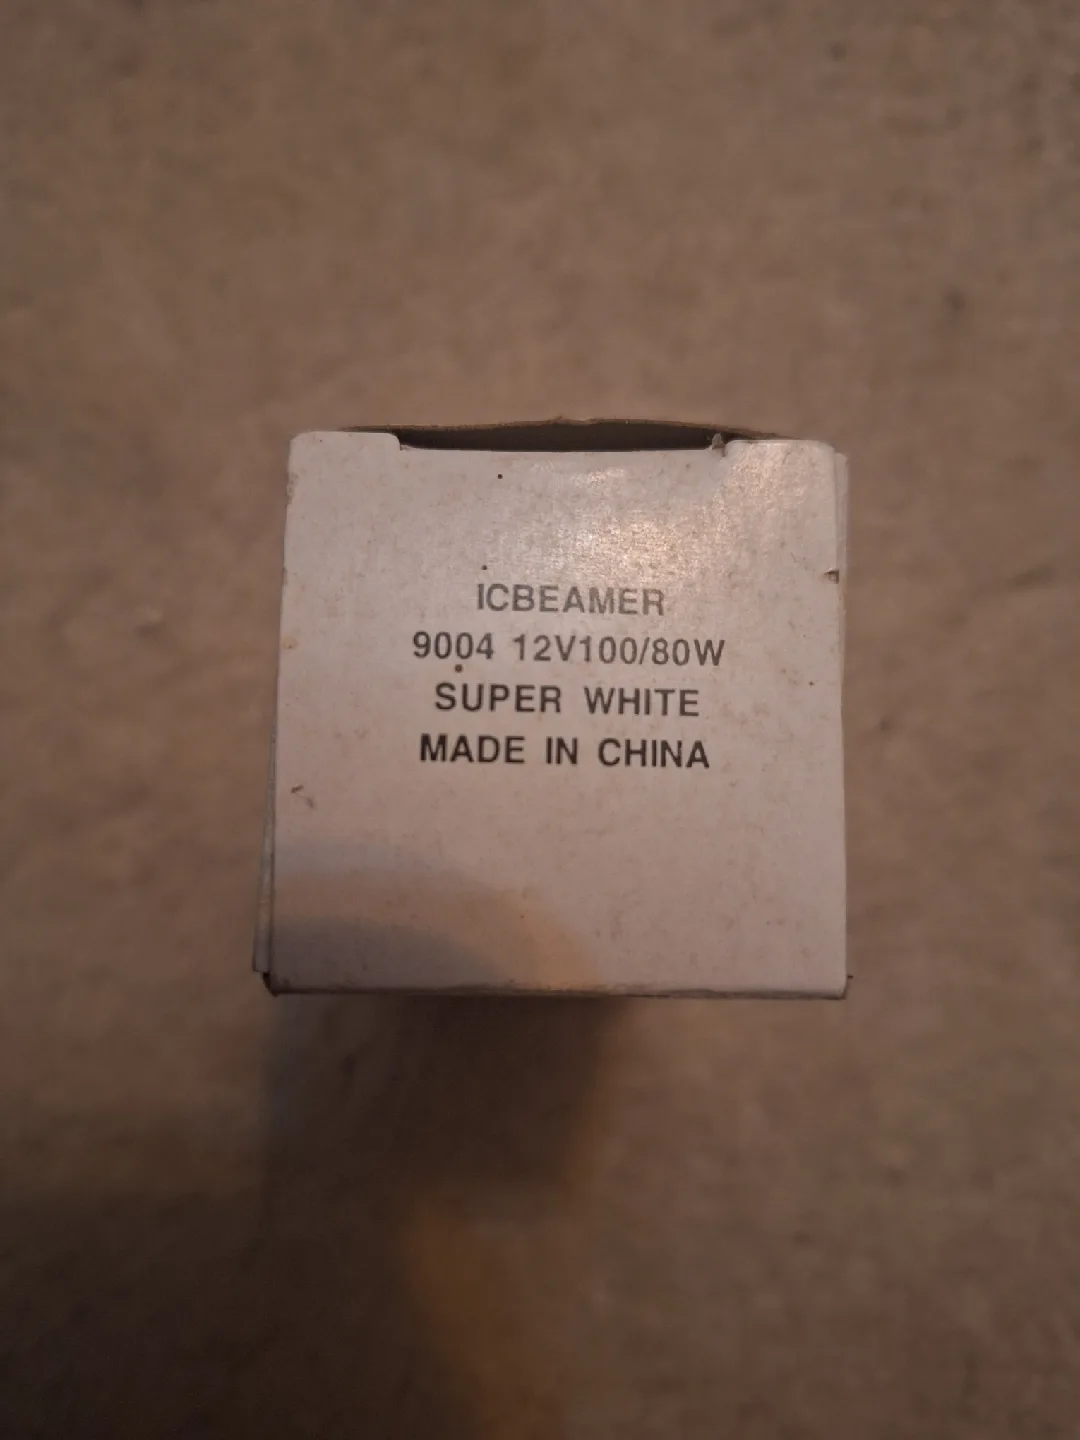 ICBEAMER
9004 12V100/80W
SUPER WHITE
MADE IN CHINA